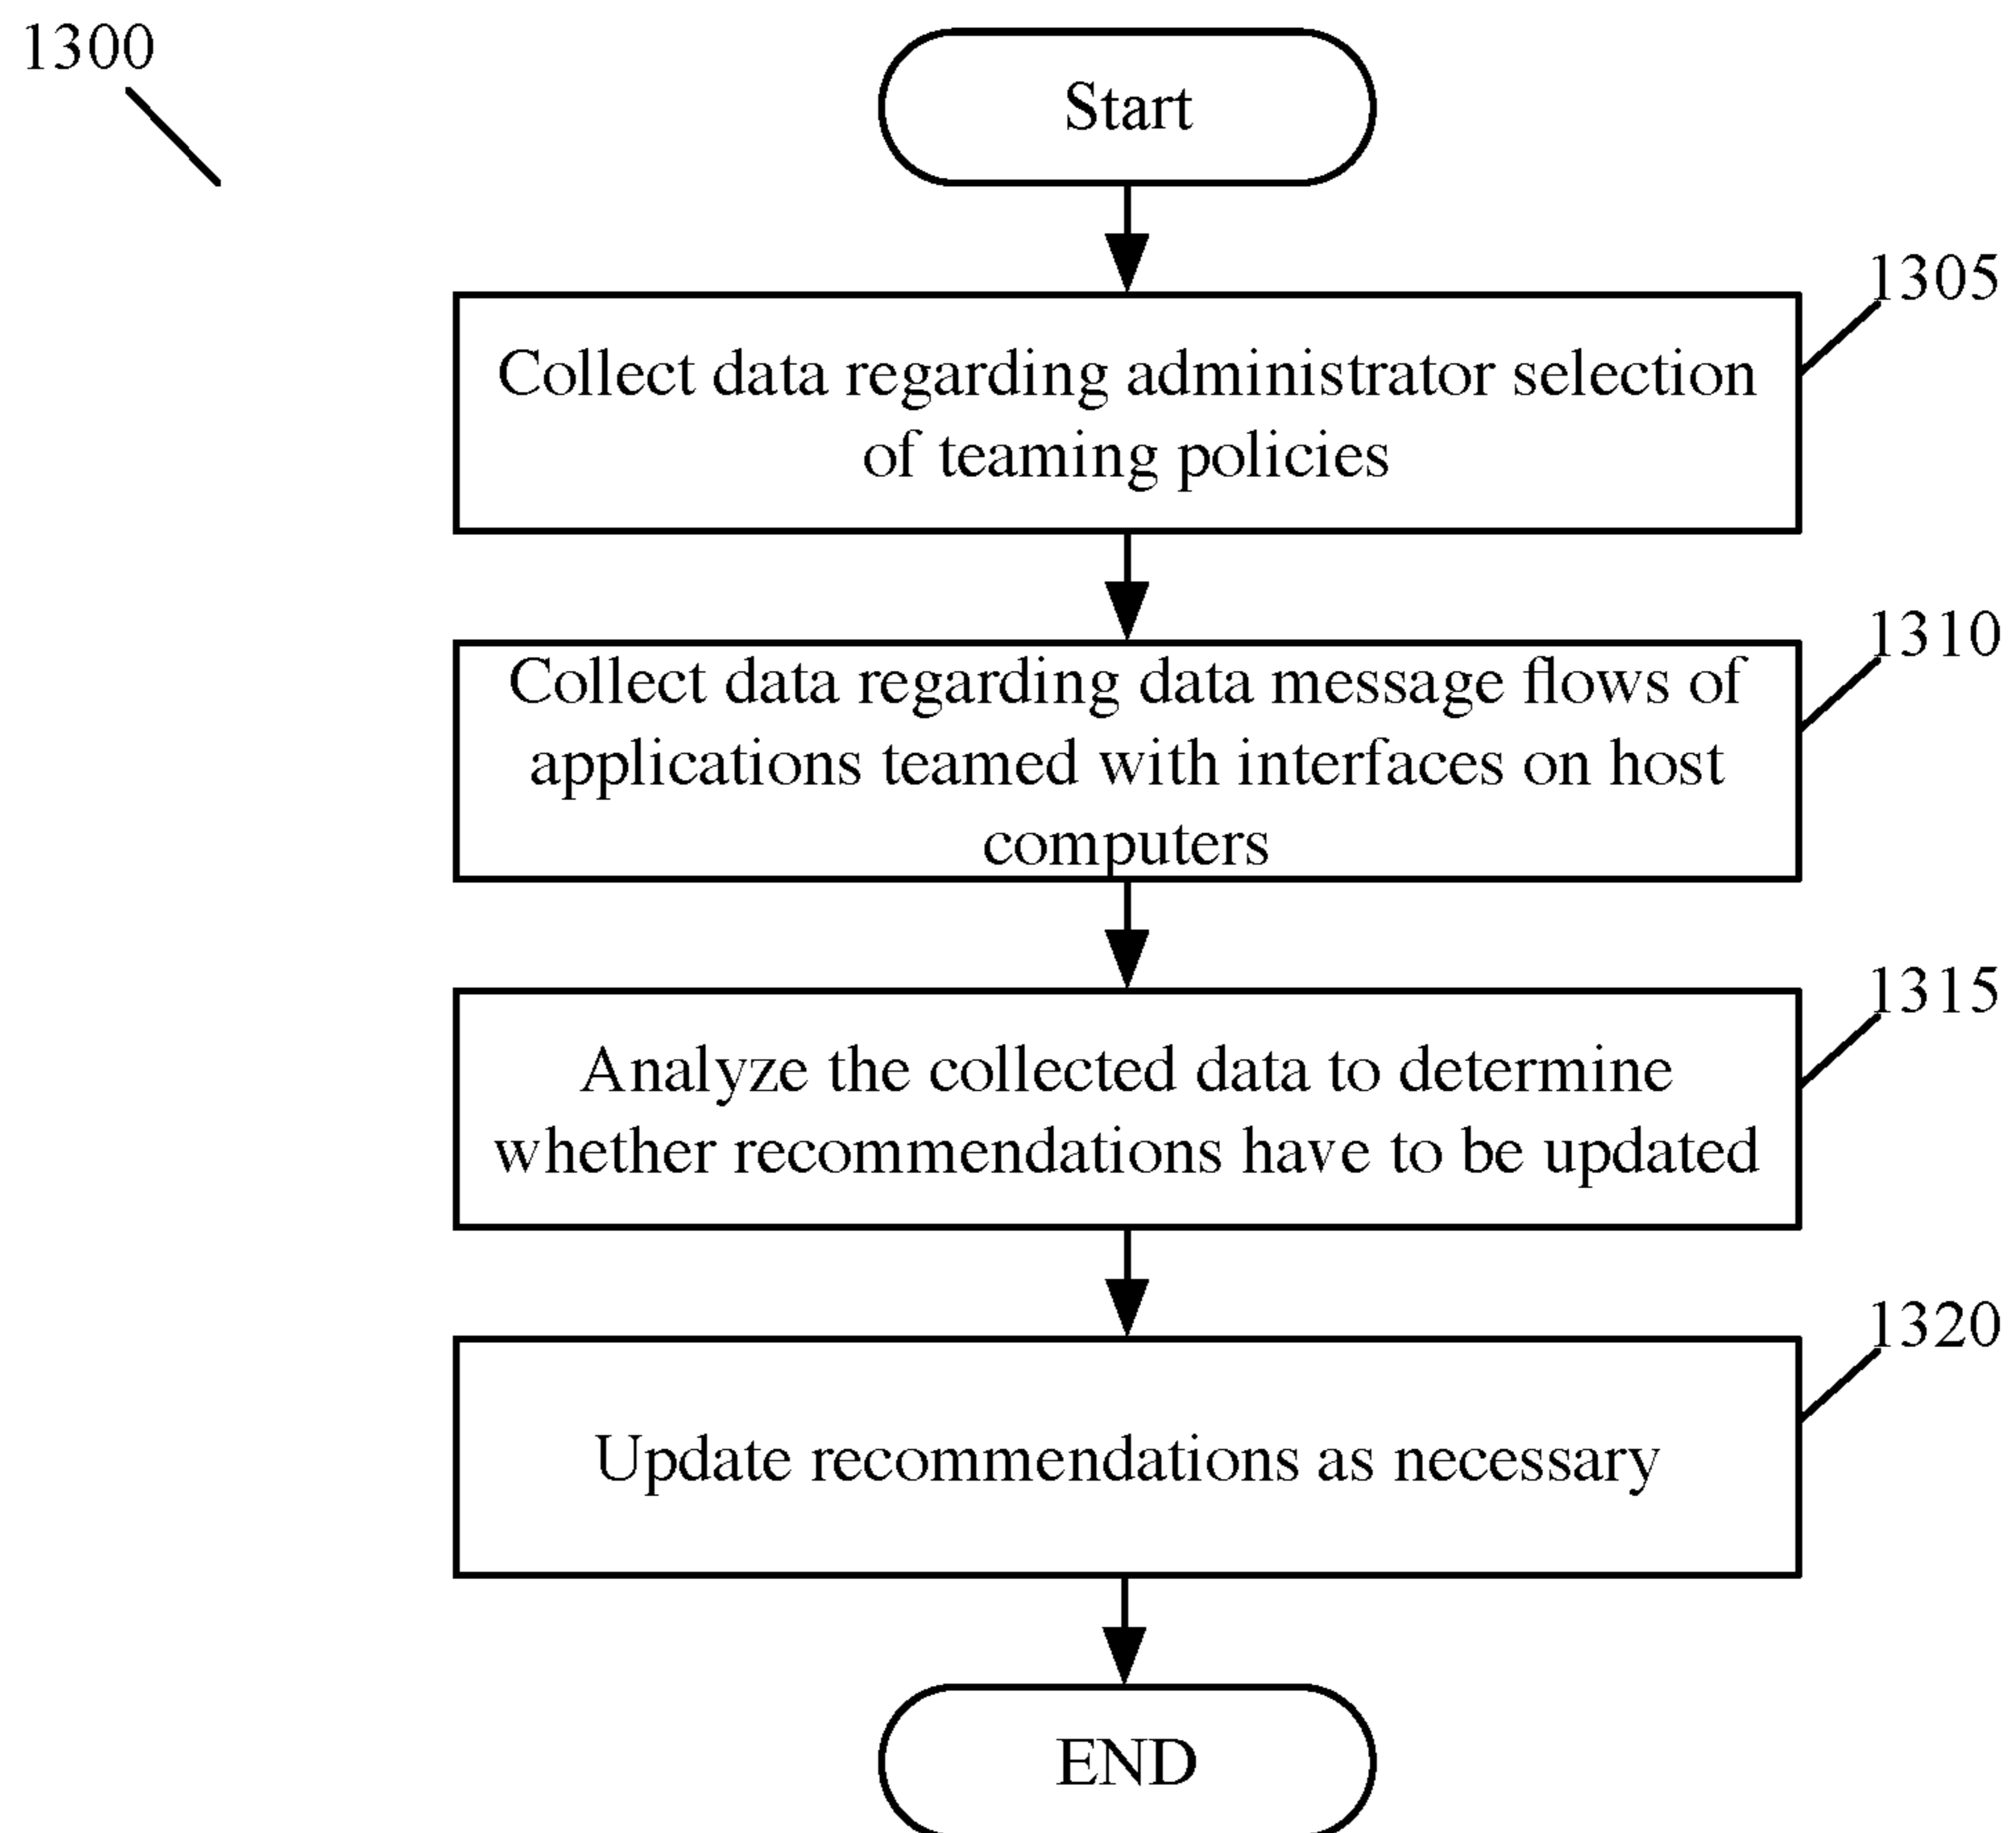 1300
Start
1305
Collect data regarding administrator selection
of teaming policies
1310
Collect data regarding data message flows of
applications teamed with interfaces on host
computers
1315
Analyze the collected data to determine
whether recommendations have to be updated
1320
Update recommendations as necessary
END